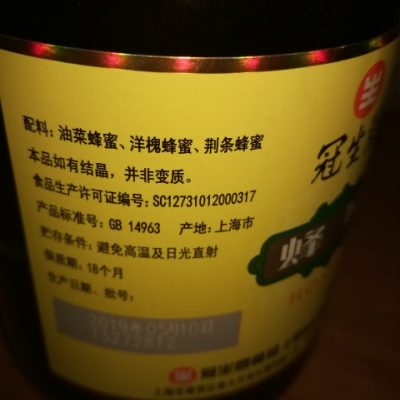 配料: 油菜蜂蜜、洋槐蜂蜜、荆条蜂蜜
本品如有结晶，并非变质。
食品生产许可证编号: SC12731012000317
产品标准号: GB 14963 产地: 上海市
贮存条件: 避免高温及日光直射
保质期: 18个月
生产日期、批号:
2019年05月10日
13272812
冠生
蜂
HO